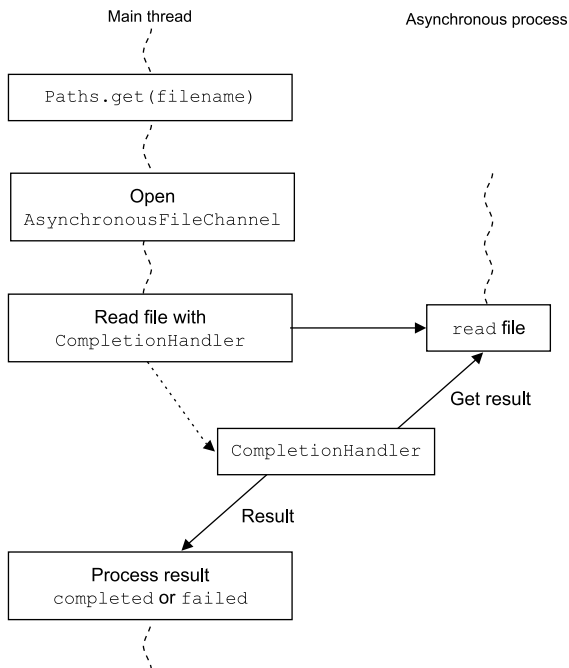 Main thread
Asynchronous process
Paths.get(filename)
Open
AsynchronousFileChannel
Read file with
CompletionHandler
read file
Get result
CompletionHandler
Result
Process result
completed or failed